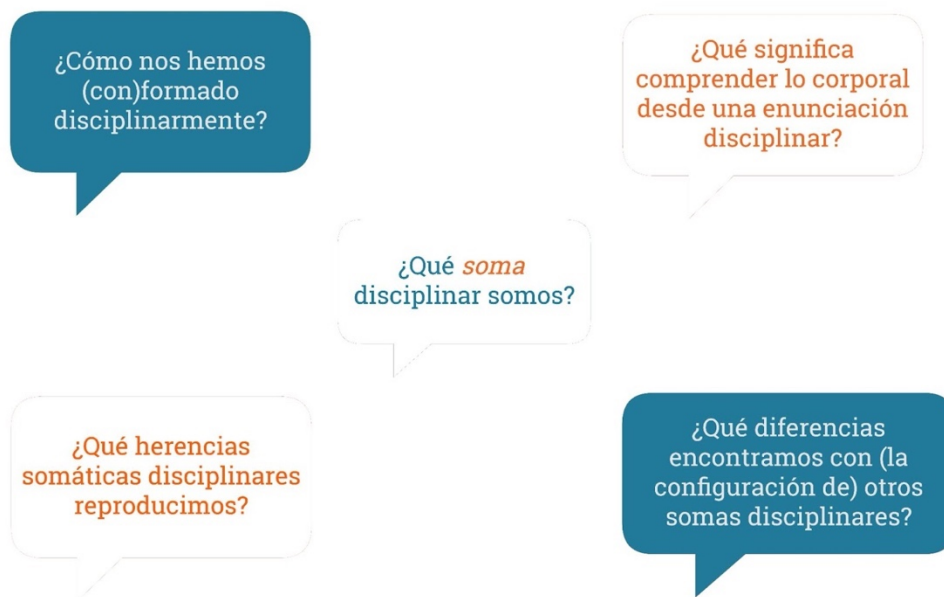 ¿Cómo nos hemos
(con)formado
disciplinarmente?
¿Qué significa
comprender lo corporal
desde una enunciación
disciplinar?
¿Qué soma
disciplinar somos?
¿Qué herencias
somáticas disciplinares
reproducimos?
¿Qué diferencias
encontramos con (la
configuración de) otros
somas disciplinares?